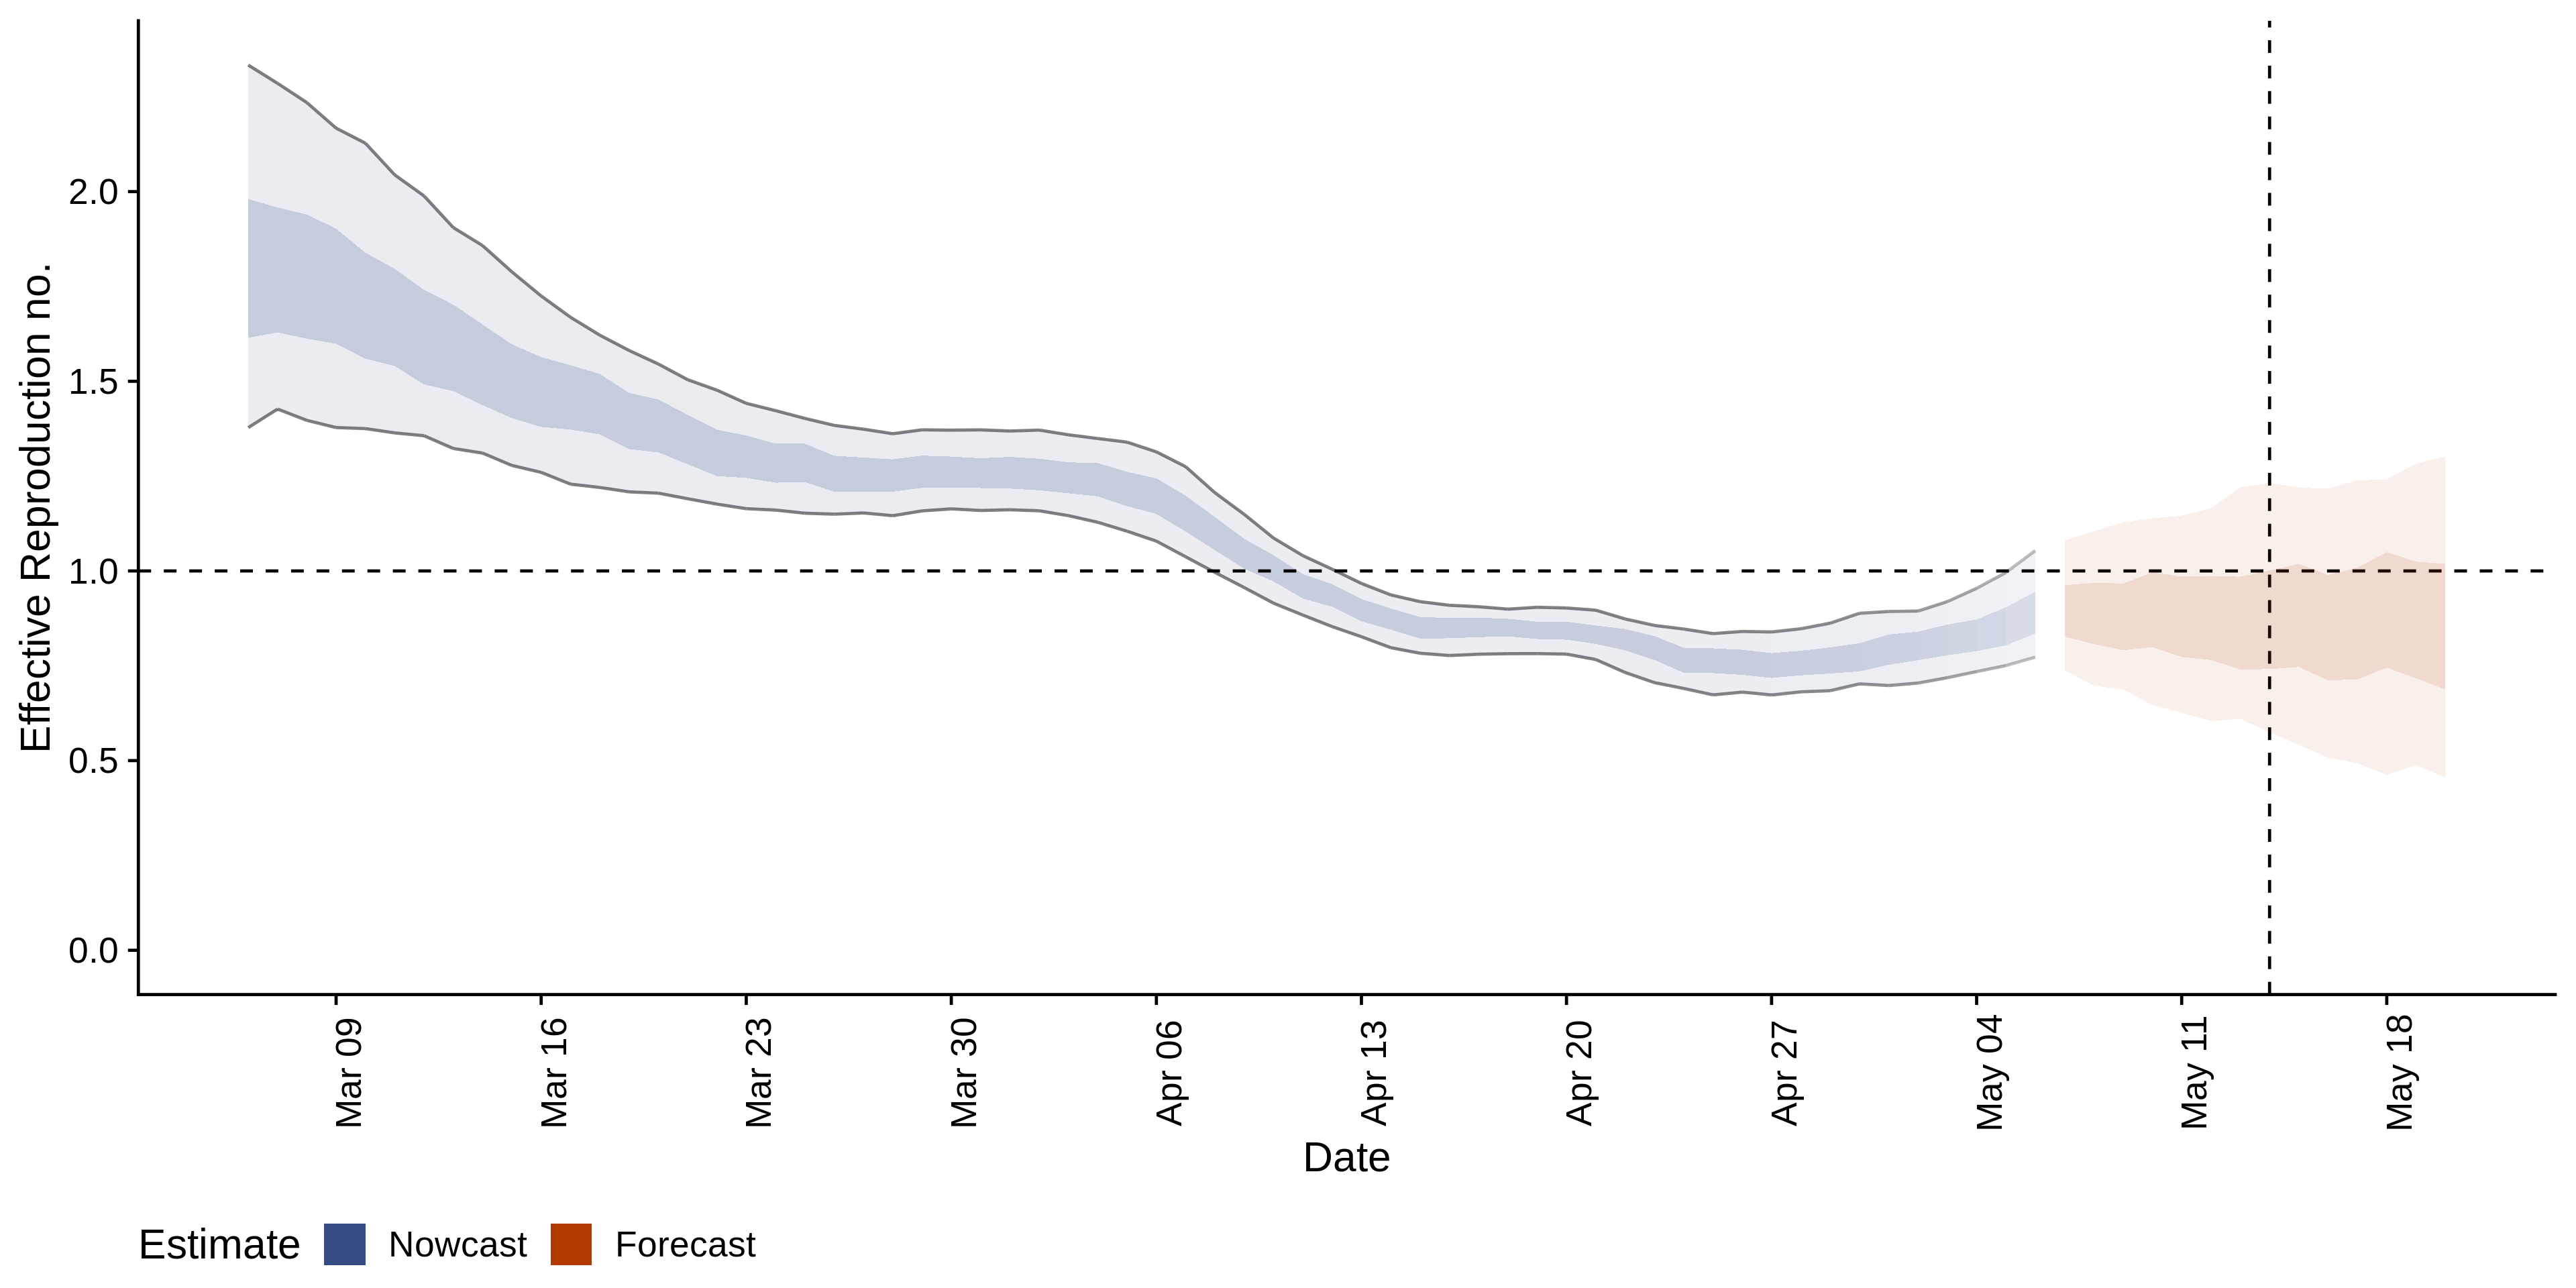 Effective Reproduction no.
2.0
1.5
1.0
0.5
0.0
Mar 09
Mar 16
Mar 23
Mar 30
Apr 06
Apr 13
Apr 20
Apr 27
May 04
May 11
May 18
Date
Estimate Nowcast Forecast